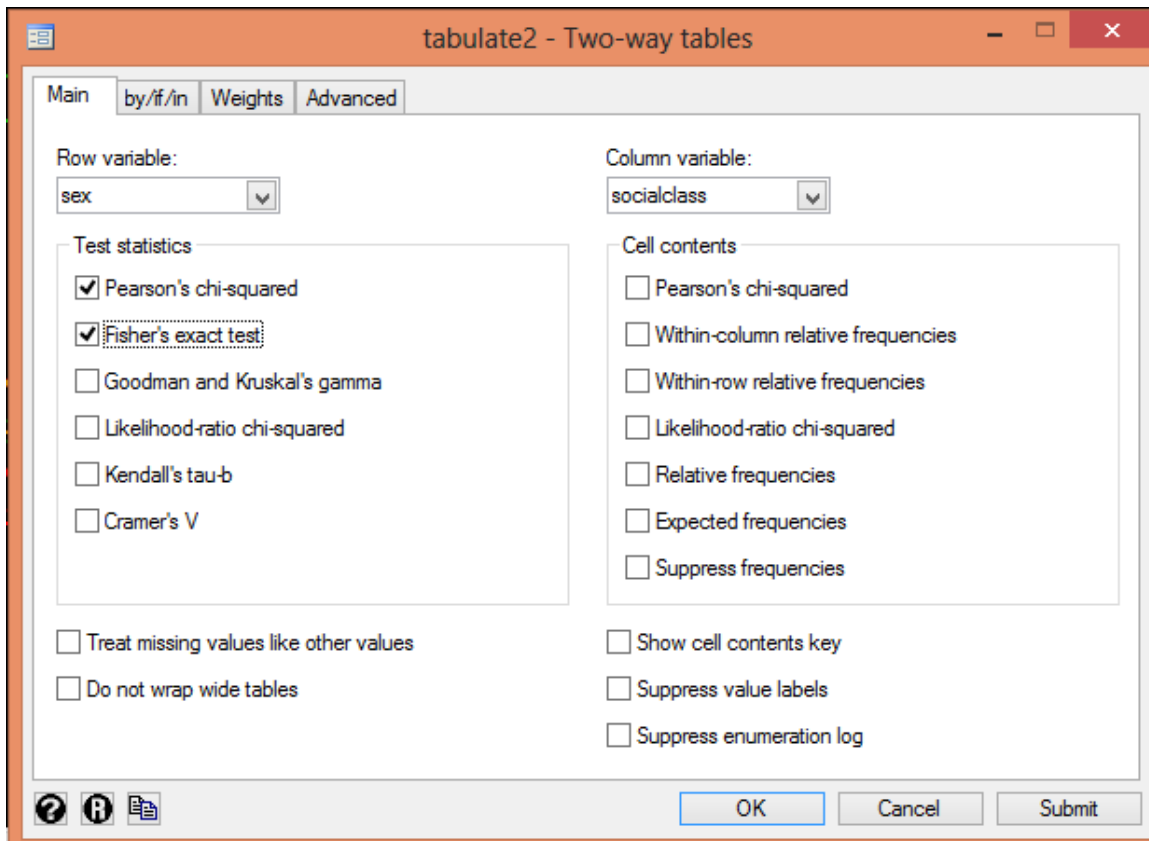 tabulate2 - Two-way tables
Main by/if/in Weights Advanced
Row variable:
sex
Test statistics
Pearson's chi-squared
Fisher's exact test
Goodman and Kruskal's gamma
Likelihood-ratio chi-squared
Kendall's tau-b
Cramer's V
Treat missing values like other values
Do not wrap wide tables
Column variable:
socialclass
Cell contents
Pearson's chi-squared
Within-column relative frequencies
Within-row relative frequencies
Likelihood-ratio chi-squared
Relative frequencies
Expected frequencies
Suppress frequencies
Show cell contents key
Suppress value labels
Suppress enumeration log
? R
OK Cancel Submit